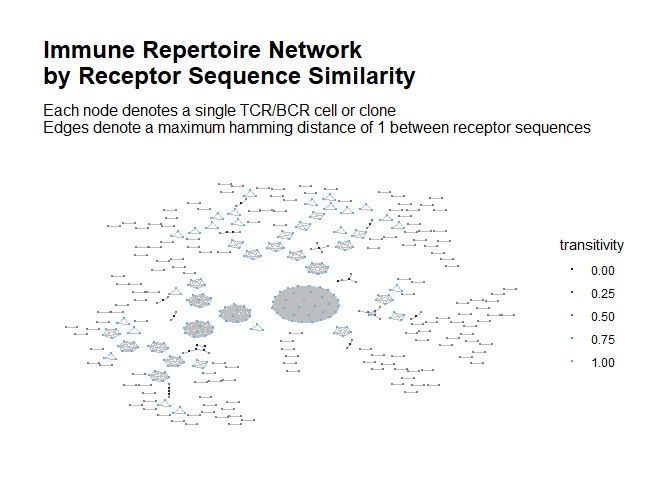 Immune Repertoire Network
by Receptor Sequence Similarity
Each node denotes a single TCR/BCR cell or clone
Edges denote a maximum hamming distance of 1 between receptor sequences
transitivity
0.00
0.25
0.50
0.75
1.00